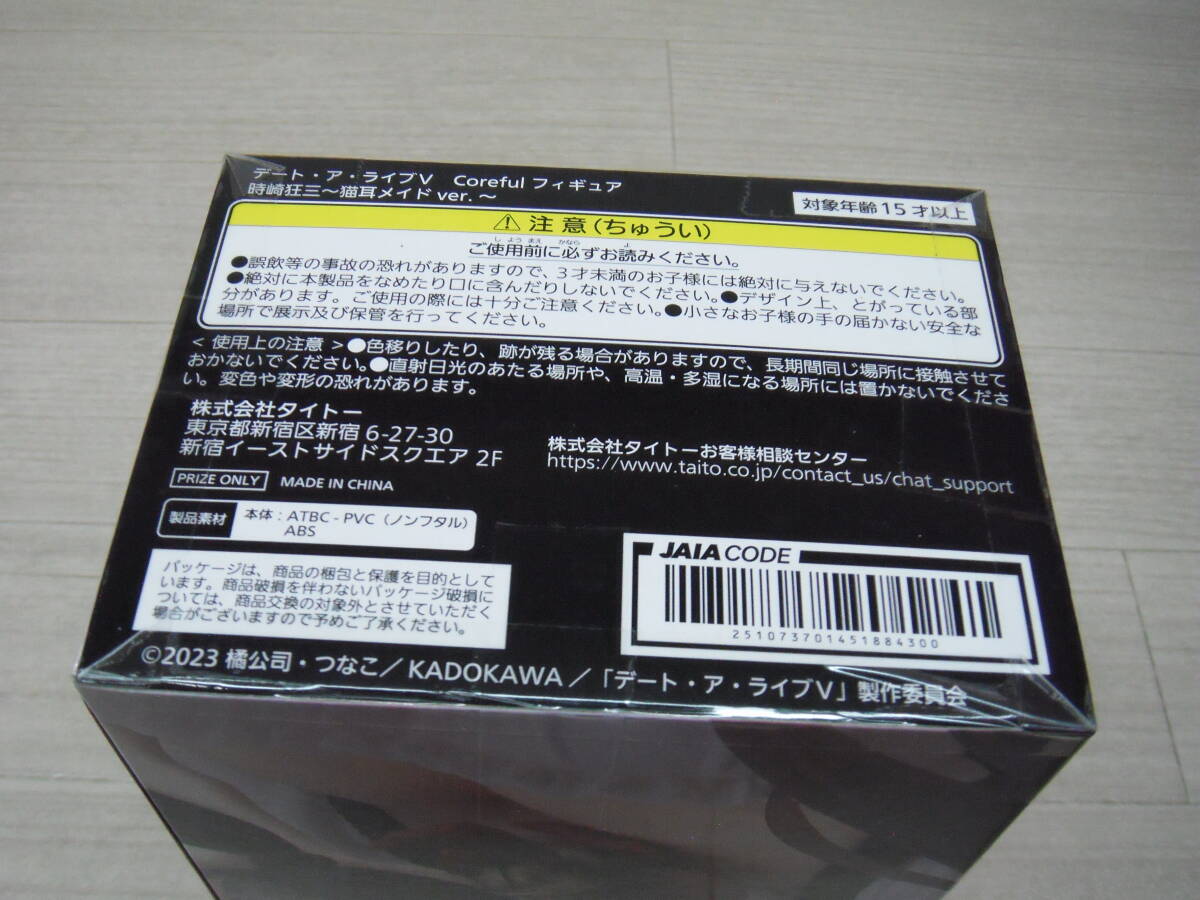 デート・ア・ライブⅤ Coreful フィギュア
時崎狂三～猫耳メイド ver.～
対象年齢 15 才以上
⚠ 注意(ちゅうい)
ご使用前に必ずお読みください。
しようまえ かなら よ
●誤飲等の事故の恐れがありますので、3才未満のお子様には絶対に与えないでください。
●絶対に本製品をなめたり口に含んだりしないでください。●デザイン上、とがっている部
分があります。ご使用の際には十分ご注意ください。●小さなお子様の手の届かない安全な
場所で展示及び保管を行ってください。
< 使用上の注意 >●色移りしたり、跡が残る場合がありますので、長期間同じ場所に接触させて
おかないでください。●直射日光のあたる場所や、高温・多湿になる場所には置かないでくださ
い。変色や変形の恐れがあります。
株式会社タイトー
東京都新宿区新宿 6-27-30
新宿イーストサイドスクエア 2F
株式会社タイトーお客様相談センター
https://www.taito.co.jp/contact_us/chat_support
PRIZE ONLY MADE IN CHINA
製品素材 本体：ATBC - PVC（ノンフタル）
ABS
パッケージは、商品の梱包と保護を目的として
います。商品破損を伴わないパッケージ破損に
ついては、商品交換の対象外とさせていただく
場合がございますので予めご了承ください。
JAIA CODE
2510737014518843​00
©2023 橘公司・つなこ／KADOKAWA／「デート・ア・ライブⅤ」製作委員会